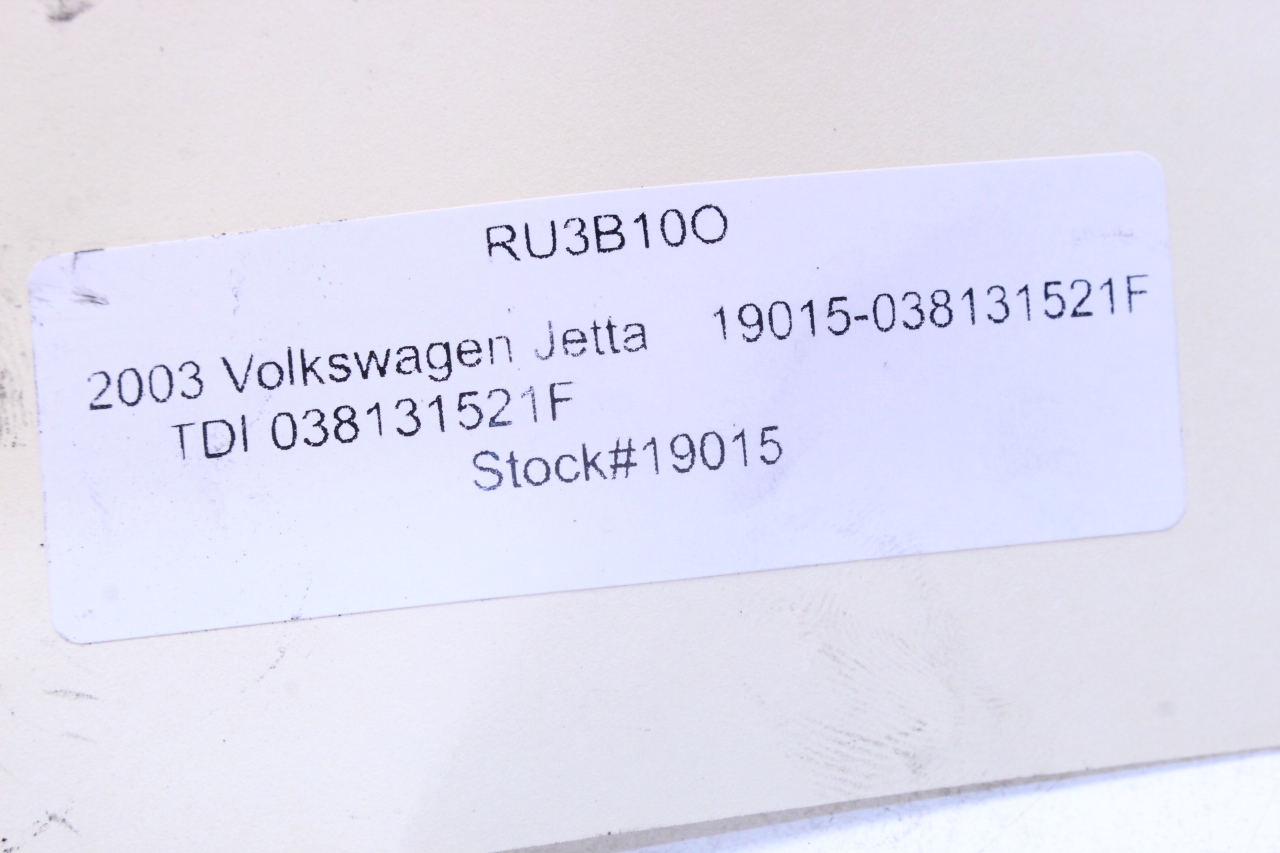 RU3B10O
2003 Volkswagen Jetta 19015-038131521F
TDI 038131521F
Stock#19015